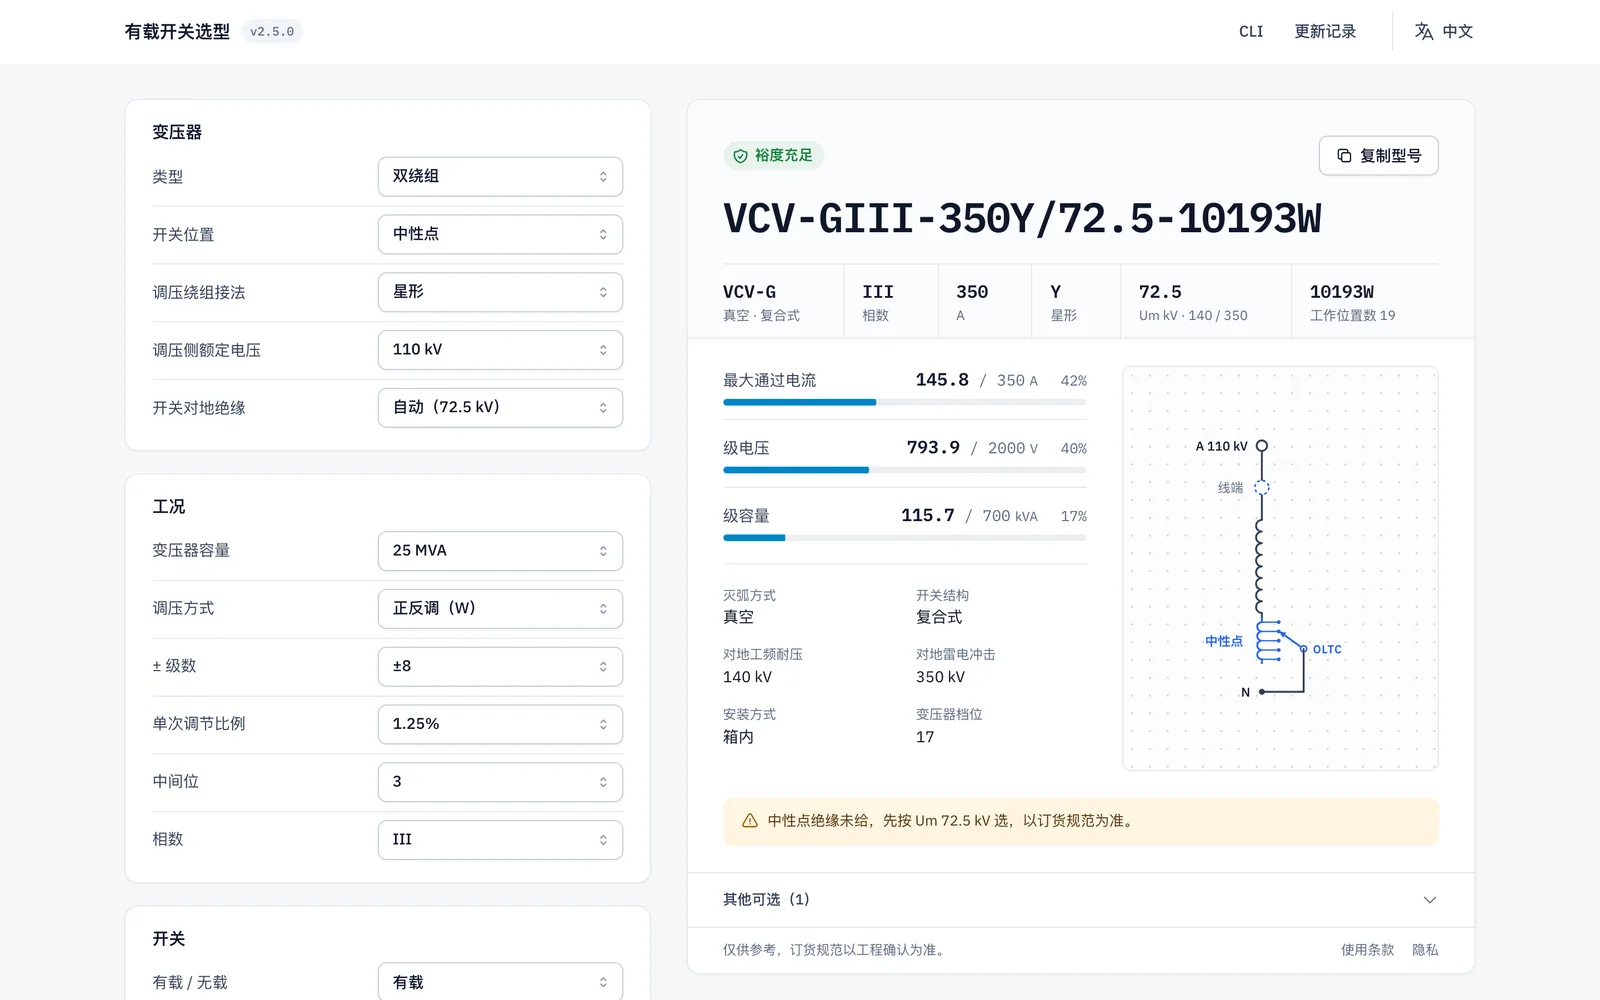 有载开关选型 v2.5.0 CLI 更新记录 中文
变压器
类型 双绕组
开关位置 中性点
调压绕组接法 星形
调压侧额定电压 110 kV
开关对地绝缘 自动（72.5 kV）
工况
变压器容量 25 MVA
调压方式 正反调（W）
± 级数 ±8
单次调节比例 1.25%
中间位 3
相数 III
开关
有载 / 无载 有载
裕度充足 复制型号
VCV-GIII-350Y/72.5-10193W
VCV-G III 350 Y 72.5 10193W
真空 · 复合式 相数 A 星形 Um kV · 140 / 350 工作位置数 19
最大通过电流 145.8 / 350 A 42%
级电压 793.9 / 2000 V 40%
级容量 115.7 / 700 kVA 17%
灭弧方式 开关结构
真空 复合式
对地工频耐压 对地雷电冲击
140 kV 350 kV
安装方式 变压器档位
箱内 17
A 110 kV
线端
中性点 OLTC
N
中性点绝缘未给，先按 Um 72.5 kV 选，以订货规范为准。
其他可选（1）
仅供参考，订货规范以工程确认为准。 使用条款 隐私